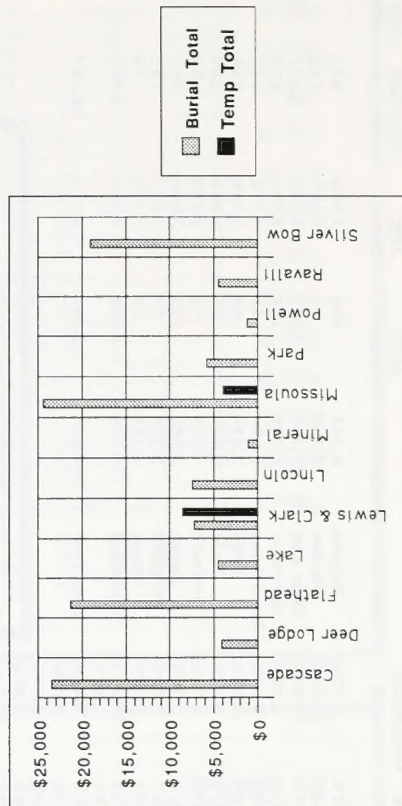 Burial Total
Temp Total
$25,000
$20,000
$15,000
$10,000
$5,000
$0
Cascade
Deer Lodge
Flathead
Lake
Lewis & Clark
Lincoln
Mineral
Missoula
Park
Powell
Ravalli
Silver Bow